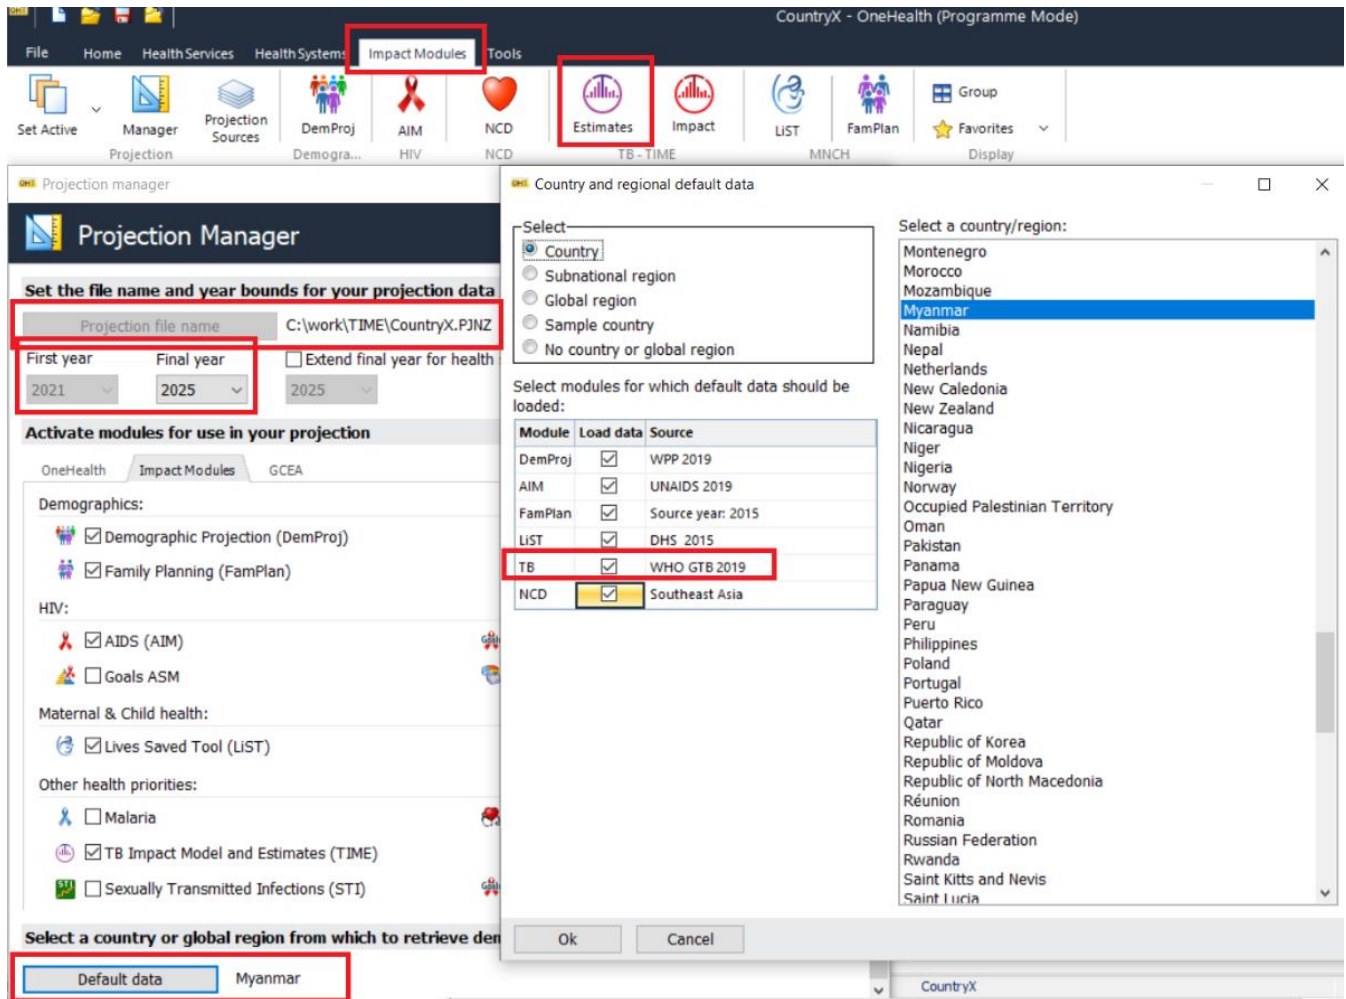 CountryX - OneHealth (Programme Mode)
File Home Health Services Health Systems Impact Modules Tools
Set Active Manager Projection Sources DemProj AIM NCD Estimates Impact LiST FamPlan Group Favorites
Projection Demogra... HIV NCD TB - TIME MNCH Display
OHT Projection manager
Projection Manager
Set the file name and year bounds for your projection data
Projection file name C:\work\TIME\CountryX.PJNZ
First year Final year Extend final year for health
2021 2025 2025
Activate modules for use in your projection
OneHealth Impact Modules GCEA
Demographics:
Demographic Projection (DemProj)
Family Planning (FamPlan)
HIV:
AIDS (AIM)
Goals ASM
Maternal & Child health:
Lives Saved Tool (LiST)
Other health priorities:
Malaria
TB Impact Model and Estimates (TIME)
STI Sexually Transmitted Infections (STI)
Select a country or global region from which to retrieve den
Default data Myanmar
OHT Country and regional default data
Select
Country
Subnational region
Global region
Sample country
No country or global region
Select modules for which default data should be
loaded:
Module Load data Source
DemProj WPP 2019
AIM UNAIDS 2019
FamPlan Source year: 2015
LiST DHS 2015
TB WHO GTB 2019
NCD Southeast Asia
Select a country/region:
Montenegro
Morocco
Mozambique
Myanmar
Namibia
Nepal
Netherlands
New Caledonia
New Zealand
Nicaragua
Niger
Nigeria
Norway
Occupied Palestinian Territory
Oman
Pakistan
Panama
Papua New Guinea
Paraguay
Peru
Philippines
Poland
Portugal
Puerto Rico
Qatar
Republic of Korea
Republic of Moldova
Republic of North Macedonia
Réunion
Romania
Russian Federation
Rwanda
Saint Kitts and Nevis
Saint Lucia
Ok Cancel
CountryX